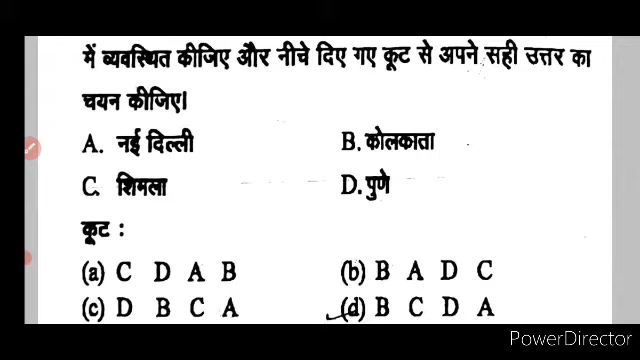 में व्यवस्थित कीजिए और नीचे दिए गए कूट से अपने सही उत्तर का
चयन कीजिए।
A. नई दिल्ली B. कोलकाता
C. शिमला D. पुणे
कूट :
(a) C D A B (b) B A D C
(c) D B C A (d) B C D A
PowerDirector